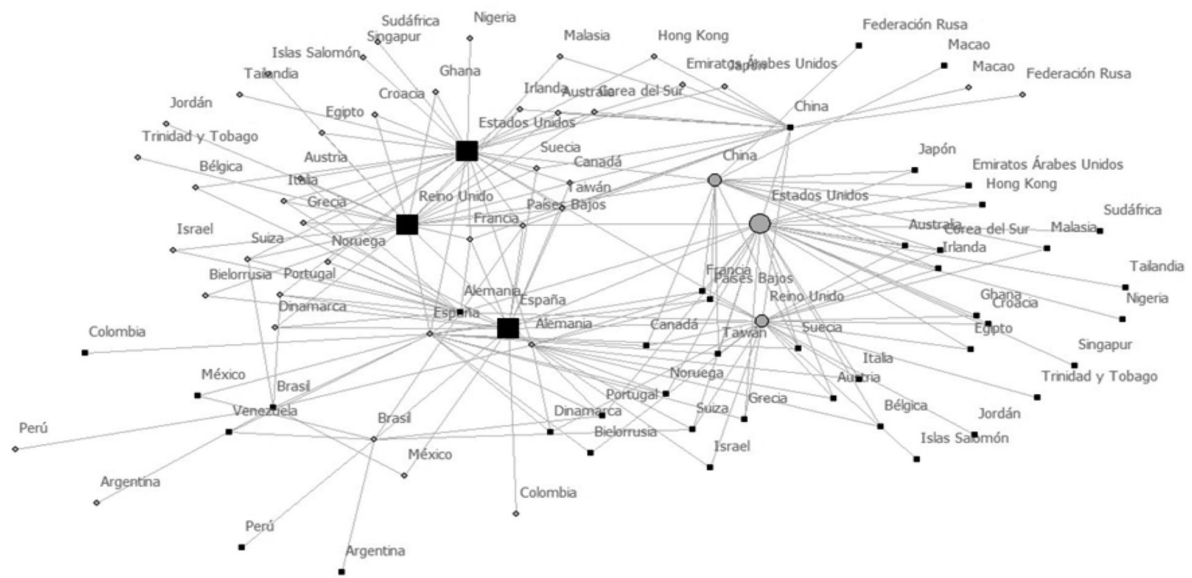 Nigeria
Sudáfrica
Singapur
Federación Rusa
Malasia
Hong Kong
Macao
Islas Salomón
Emiratos Árabes Unidos
Japón
Macao
Federación Rusa
Tailandia
Ghana
Croacia
Irlanda
Australia
Corea del Sur
Jordán
Egipto
China
Estados Unidos
Trinidad y Tobago
Suecia
Japón
Austria
Canadá
China
Bélgica
Emiratos Árabes Unidos
Italia
Taiwán
Hong Kong
Reino Unido
Estados Unidos
Grecia
Países Bajos
Sudáfrica
Francia
Israel
Suiza
Noruega
Australia
Corea del Sur
Malasia
Irlanda
Tailandia
Bielorrusia
Portugal
Francia
Países Bajos
Alemania
España
Reino Unido
Ghana
Nigeria
Dinamarca
España
Alemania
Croacia
Colombia
Canadá
Taiwán
Suecia
Egipto
Singapur
Italia
México
Noruega
Austria
Trinidad y Tobago
Brasil
Portugal
Grecia
Venezuela
Brasil
Dinamarca
Suiza
Bélgica
Jordán
Perú
Bielorrusia
Islas Salomón
México
Israel
Argentina
Colombia
Perú
Argentina